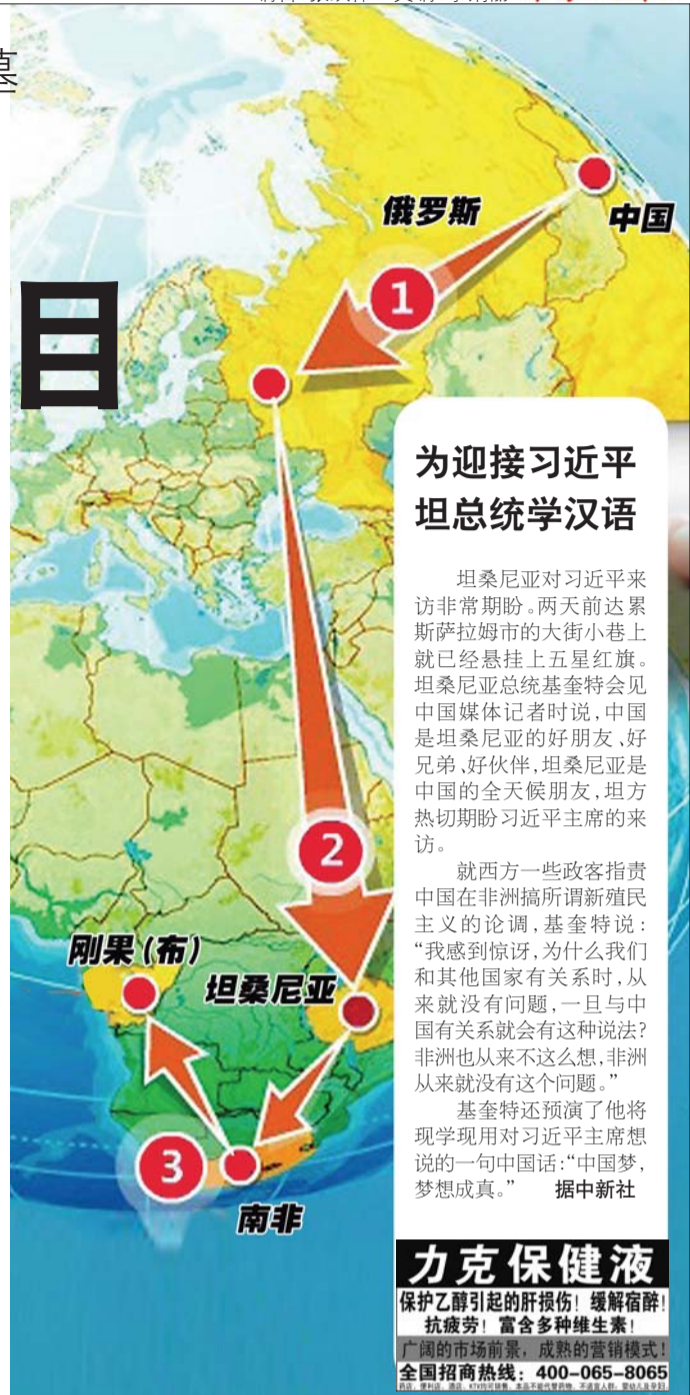 目
俄罗斯
中国
1
2
刚果（布）
坦桑尼亚
3
南非
为迎接习近平
坦总统学汉语
坦桑尼亚对习近平来
访非常期盼。两天前达累
斯萨拉姆市的大街小巷上
就已经悬挂上五星红旗。
坦桑尼亚总统基奎特会见
中国媒体记者时说，中国
是坦桑尼亚的好朋友、好
兄弟、好伙伴，坦桑尼亚是
中国的全天候朋友，坦方
热切期盼习近平主席的来
访。
就西方一些政客指责
中国在非洲搞所谓新殖民
主义的论调，基奎特说：
“我感到惊讶，为什么我们
和其他国家有关系时，从
来就没有问题，一旦与中
国有关系就会有这种说法？
非洲也从来不这么想，非洲
从来就没有这个问题。”
基奎特还预演了他将
现学现用对习近平主席想
说的一句中国话：“中国梦，
梦想成真。” 据中新社
力克保健液
保护乙醇引起的肝损伤！缓解宿醉！
抗疲劳！富含多种维生素！
广阔的市场前景，成熟的营销模式！
全国招商热线：400-065-8065